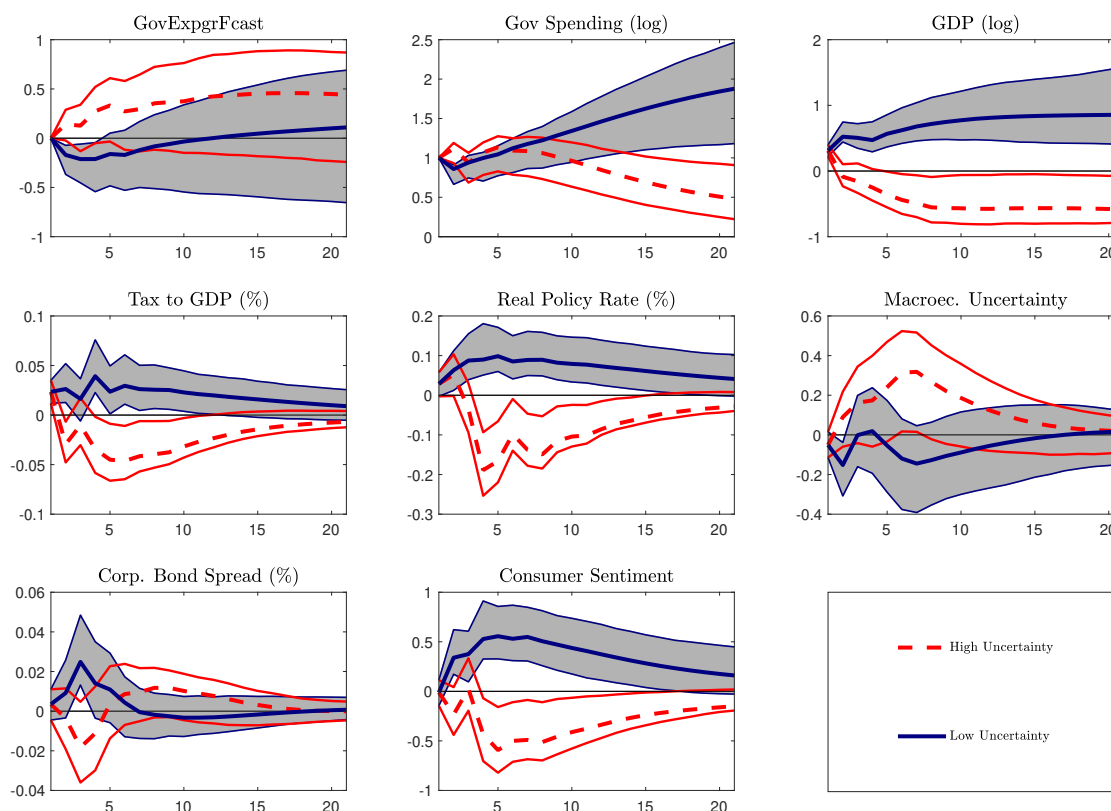 GovExpgrFcast
1
0.5
0
-0.5
-1
5 10 15 20
Gov Spending (log)
2.5
2
1.5
1
0.5
0
5 10 15 20
GDP (log)
2
1
0
-1
5 10 15 20
Tax to GDP (%)
0.1
0.05
0
-0.05
-0.1
5 10 15 20
Real Policy Rate (%)
0.2
0.1
0
-0.1
-0.2
-0.3
5 10 15 20
Macroec. Uncertainty
0.6
0.4
0.2
0
-0.2
-0.4
5 10 15 20
Corp. Bond Spread (%)
0.06
0.04
0.02
0
-0.02
-0.04
5 10 15 20
Consumer Sentiment
1
0.5
0
-0.5
-1
5 10 15 20
High Uncertainty
Low Uncertainty